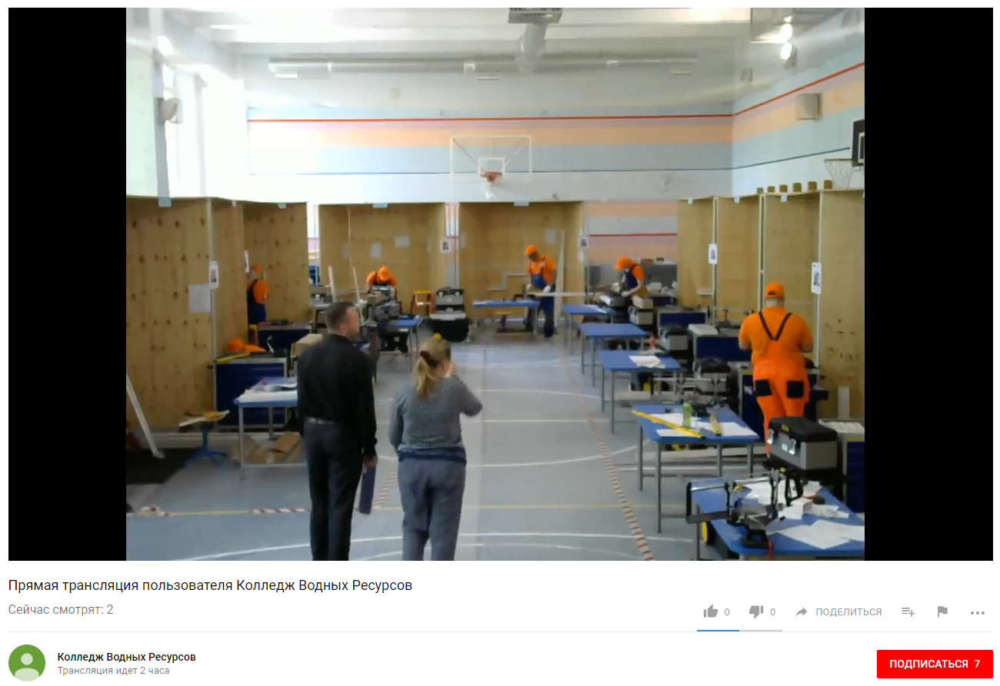 Прямая трансляция пользователя Колледж Водных Ресурсов
Сейчас смотрят: 2
0
0
ПОДЕЛИТЬСЯ
Колледж Водных Ресурсов
Трансляция идет 2 часа
ПОДПИСАТЬСЯ 7